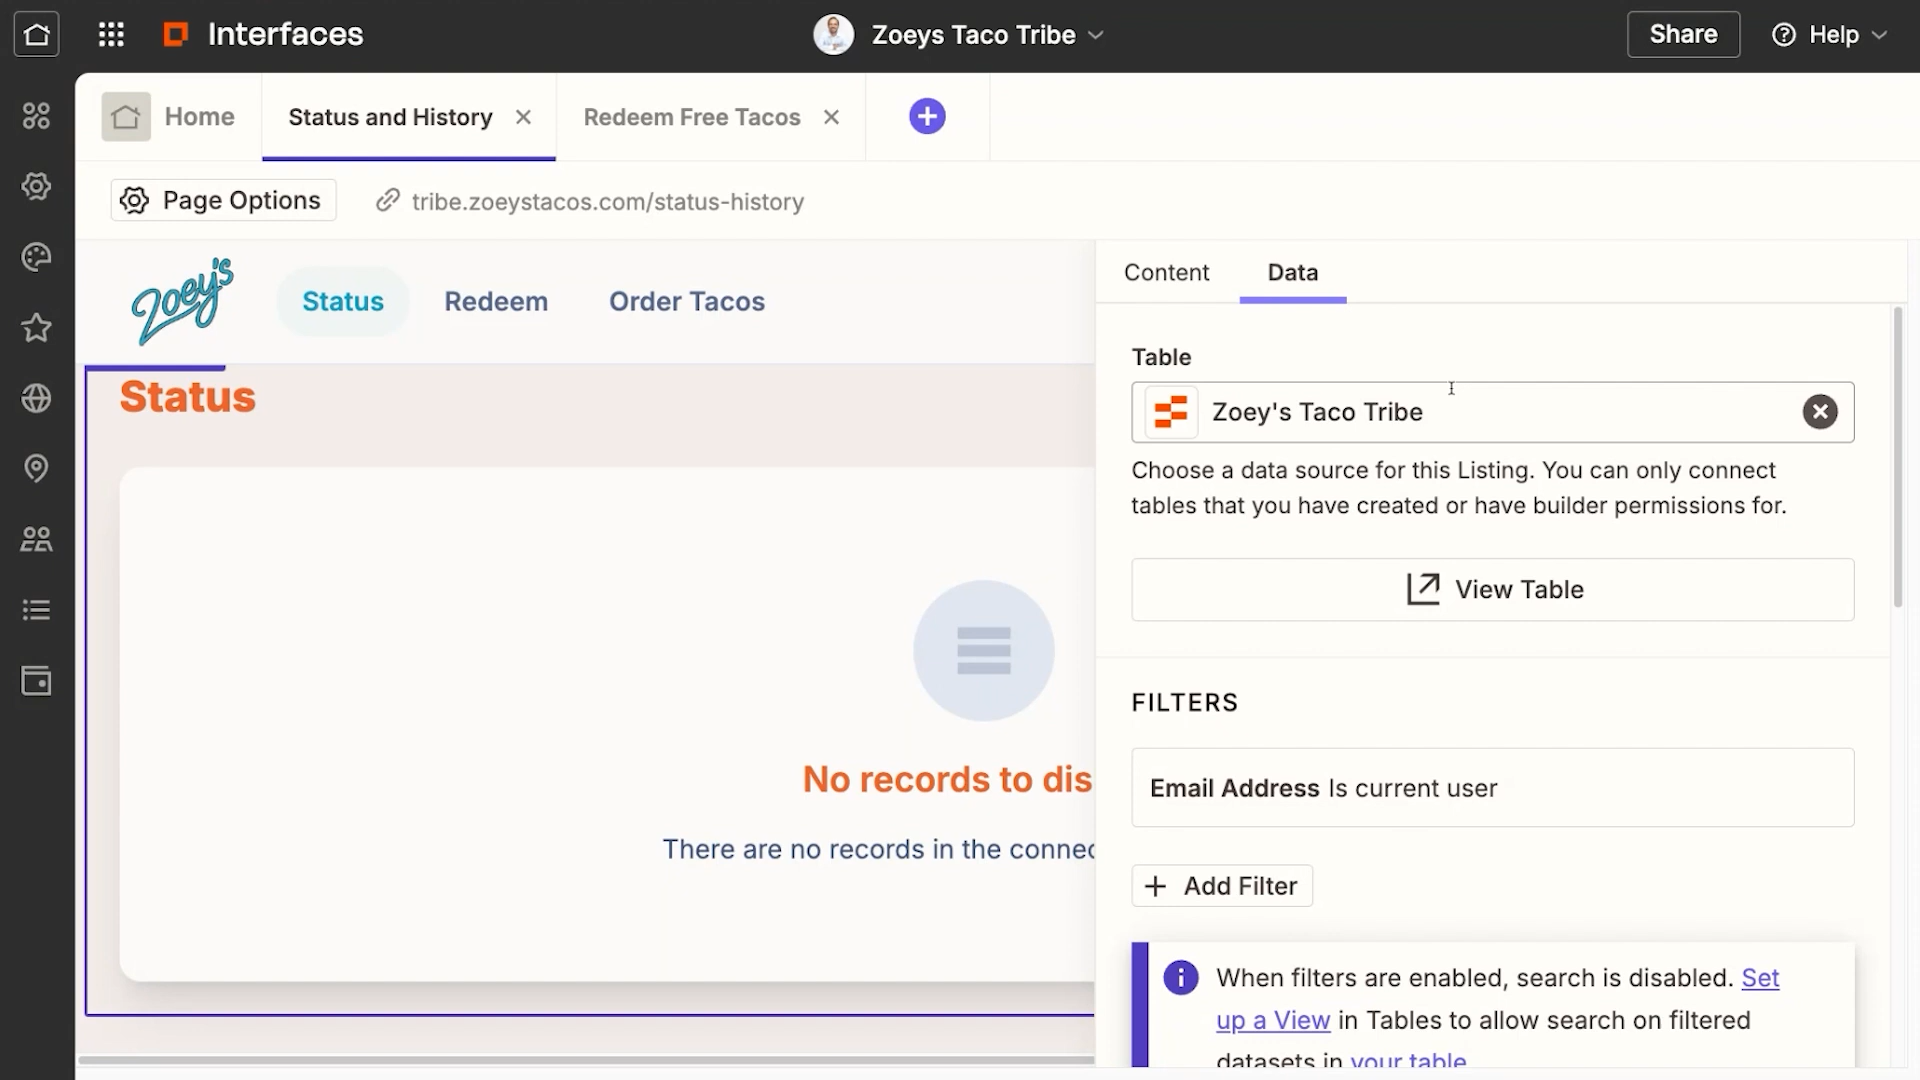 Interfaces
Zoeys Taco Tribe
Share
Help
Home
Status and History
Redeem Free Tacos
Page Options
tribe.zoeystacos.com/status-history
Zoey's
Status
Redeem
Order Tacos
Status
No records to dis
There are no records in the connec
Content
Data
Table
Zoey's Taco Tribe
Choose a data source for this Listing. You can only connect
tables that you have created or have builder permissions for.
View Table
FILTERS
Email Address Is current user
Add Filter
When filters are enabled, search is disabled. Set
up a View in Tables to allow search on filtered
datasets in your table.